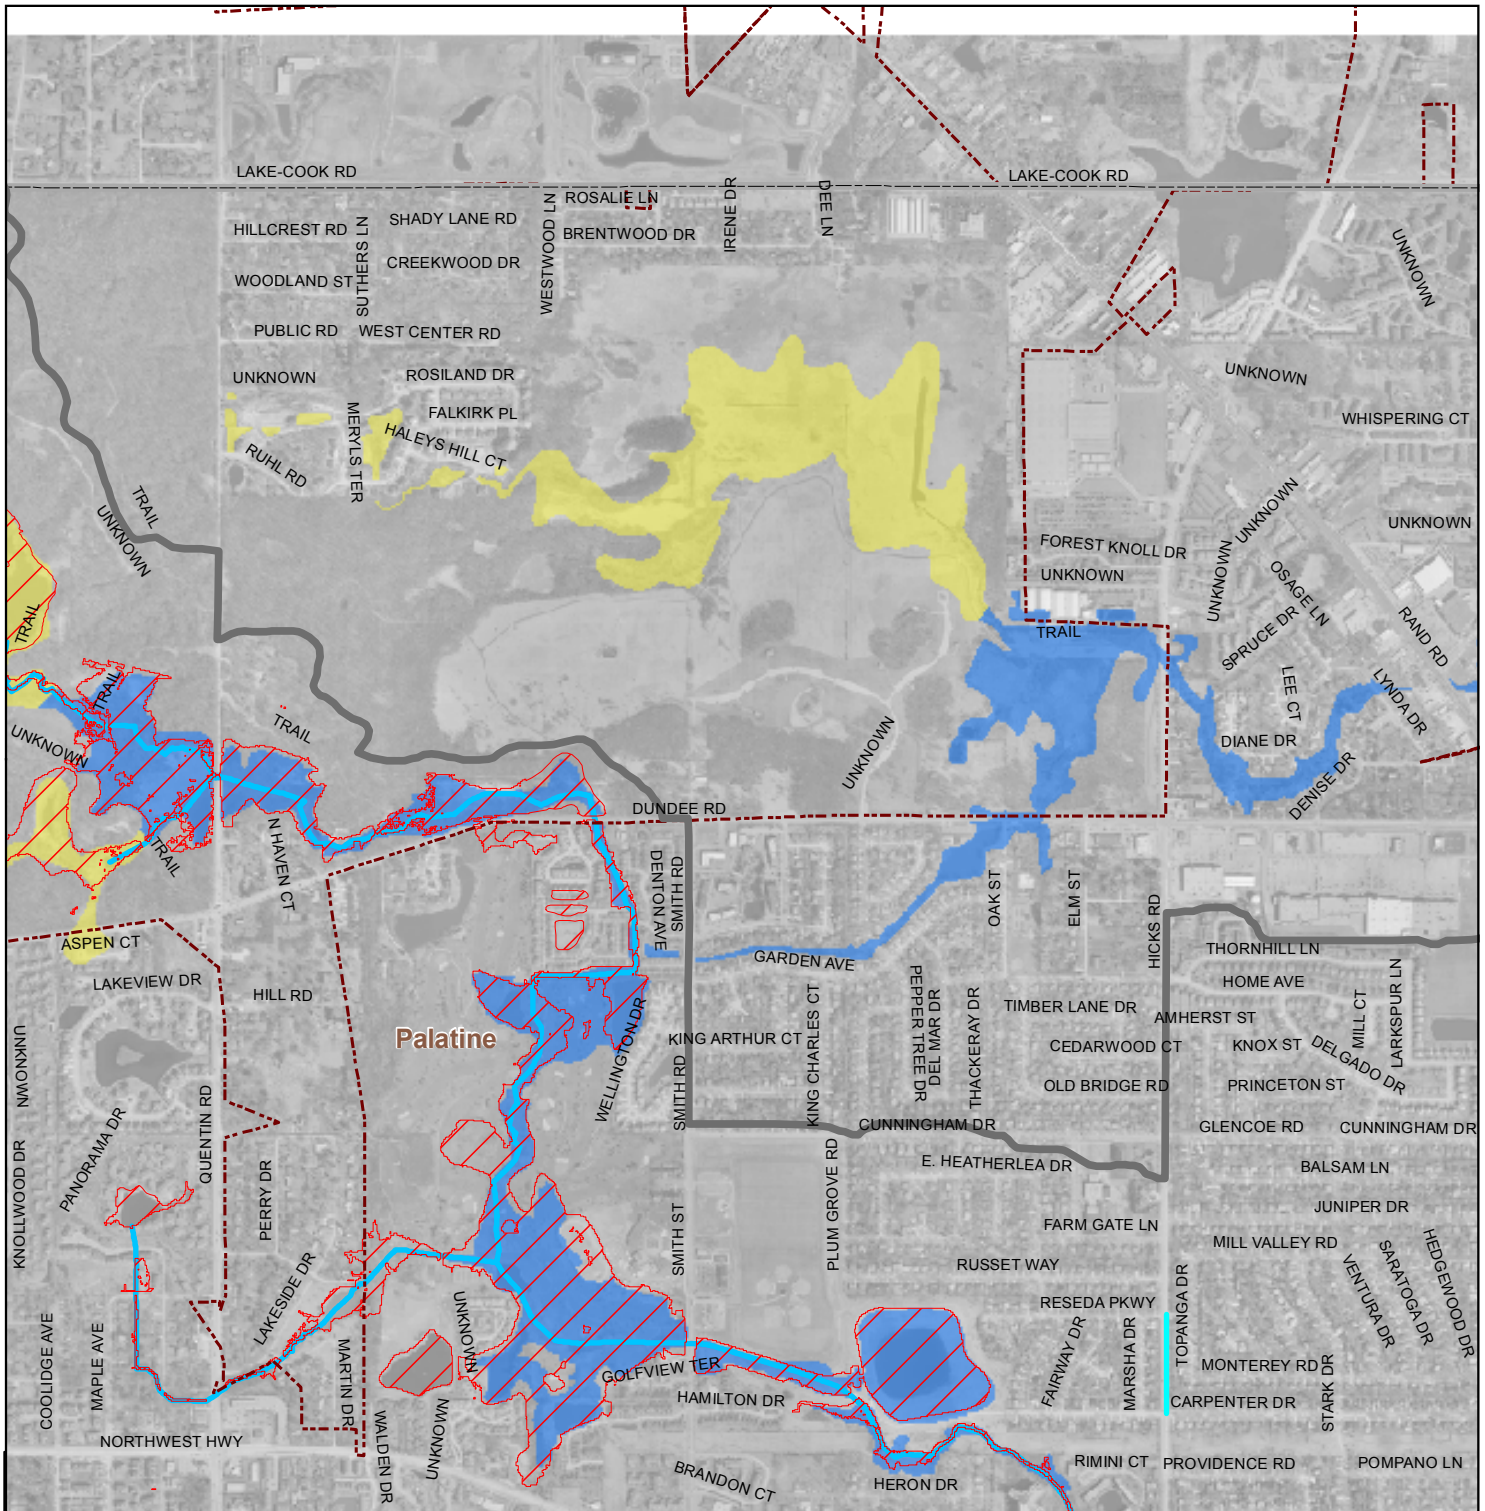 LAKE-COOK RD
LAKE-COOK RD
ROSALIE LN
IRENE DR
DEE LN
HILLCREST RD
SUTHERS LN
SHADY LANE RD
WESTWOOD LN
BRENTWOOD DR
UNKNOWN
CREEKWOOD DR
WOODLAND ST
PUBLIC RD
WEST CENTER RD
UNKNOWN
ROSILAND DR
UNKNOWN
MERYLS TER
FALKIRK PL
WHISPERING CT
HALEYS HILL CT
RUHL RD
TRAIL
UNKNOWN
UNKNOWN
UNKNOWN
FOREST KNOLL DR
UNKNOWN
UNKNOWN
OSAGE LN
TRAIL
TRAIL
SPRUCE DR
RAND RD
TRAIL
LEE CT
LYNDA DR
UNKNOWN
TRAIL
UNKNOWN
DIANE DR
DENISE DR
DUNDEE RD
TRAIL
N HAVEN CT
DENTON AVE
SMITH RD
OAK ST
ELM ST
HICKS RD
ASPEN CT
GARDEN AVE
THORNHILL LN
LAKEVIEW DR
HILL RD
HOME AVE
PEPPER TREE DR
DEL MAR DR
THACKERAY DR
TIMBER LANE DR
AMHERST ST
MILL CT
LARKSPUR LN
UNKNOWN
Palatine
WELLINGTON DR
KING ARTHUR CT
KING CHARLES CT
CEDARWOOD CT
KNOX ST
DELGADO DR
SMITH RD
OLD BRIDGE RD
PRINCETON ST
PANORAMA DR
QUENTIN RD
CUNNINGHAM DR
GLENCOE RD
CUNNINGHAM DR
KNOLLWOOD DR
PERRY DR
PLUM GROVE RD
E. HEATHERLEA DR
BALSAM LN
SMITH ST
FARM GATE LN
JUNIPER DR
MILL VALLEY RD
RUSSET WAY
VENTURA DR
SARATOGA DR
HEDGEWOOD DR
LAKESIDE DR
UNKNOWN
RESEDA PKWY
TOPANGA DR
COOLIDGE AVE
MAPLE AVE
MARTIN DR
GOLFVIEW TER
FAIRWAY DR
MARSHA DR
MONTEREY RD
STARK DR
HAMILTON DR
CARPENTER DR
NORTHWEST HWY
WALDEN DR
UNKNOWN
BRANDON CT
HERON DR
RIMINI CT
PROVIDENCE RD
POMPANO LN